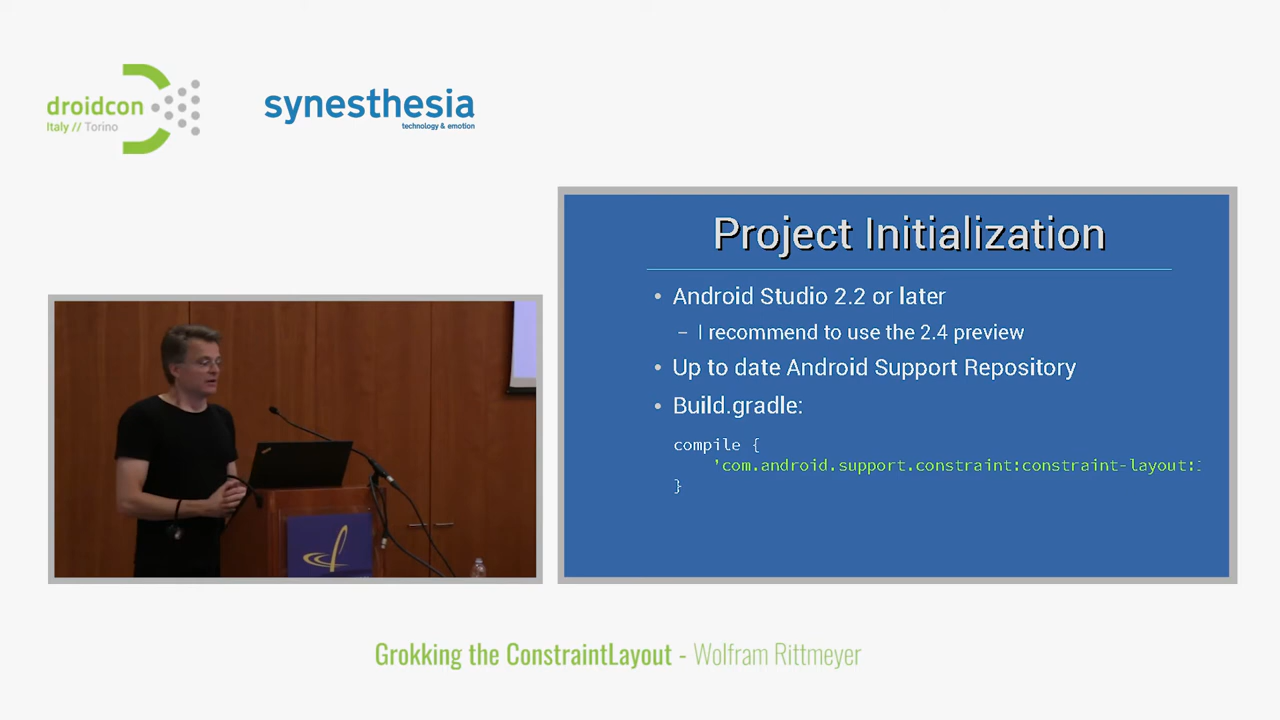 droidcon
Italy // Torino
synesthesia
technology & emotion
Project Initialization
• Android Studio 2.2 or later
– I recommend to use the 2.4 preview
• Up to date Android Support Repository
• Build.gradle:
compile {
'com.android.support.constraint:constraint-layout:
}
Grokking the ConstraintLayout - Wolfram Rittmeyer